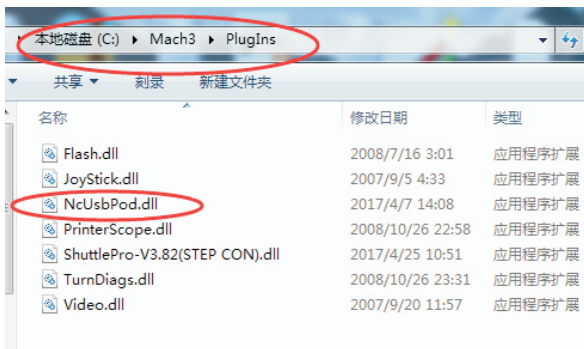 本地磁盘 (C:) Mach3 PlugIns
共享 刻录 新建文件夹
名称 修改日期 类型
Flash.dll 2008/7/16 3:01 应用程序扩展
JoyStick.dll 2007/9/5 4:33 应用程序扩展
NcUsbPod.dll 2017/4/7 14:08 应用程序扩展
PrinterScope.dll 2008/10/26 22:58 应用程序扩展
ShuttlePro-V3.82(STEP CON).dll 2017/4/25 10:51 应用程序扩展
TurnDiags.dll 2008/10/26 23:31 应用程序扩展
Video.dll 2007/9/20 11:57 应用程序扩展